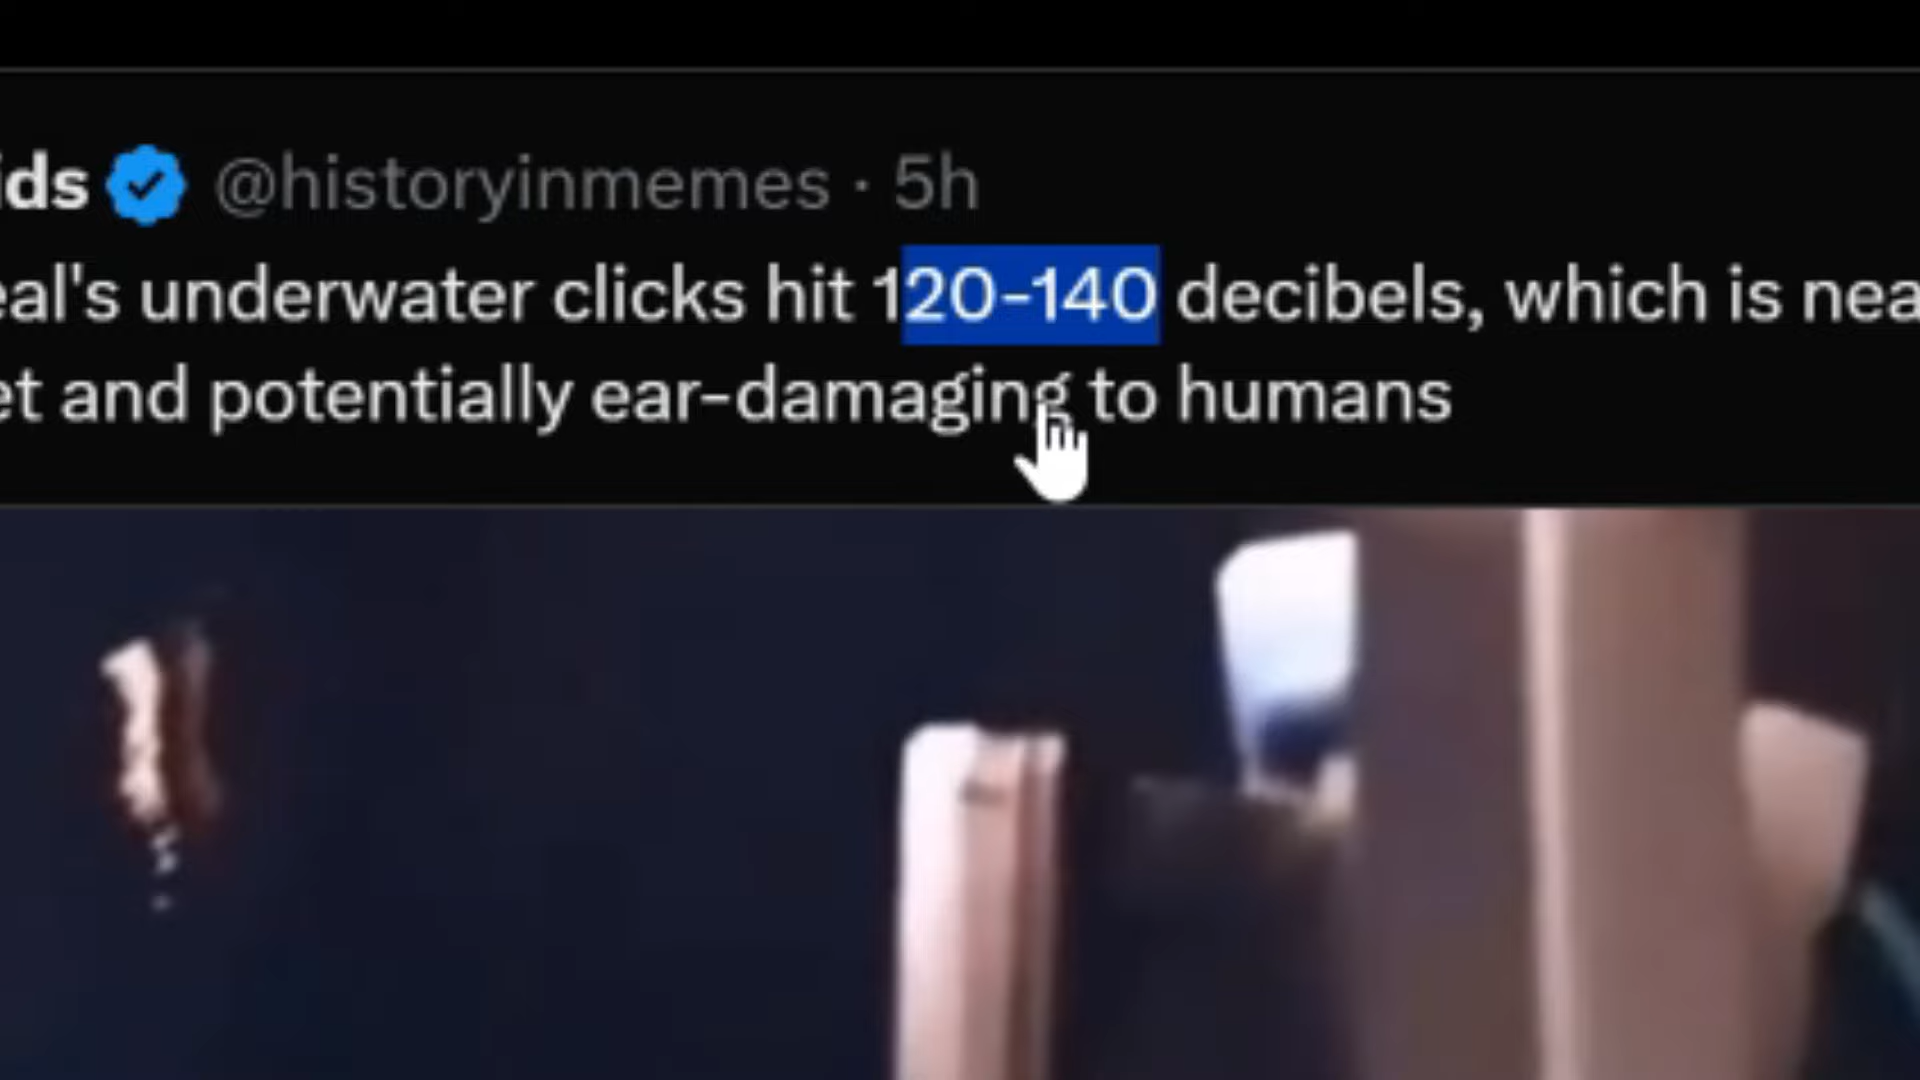 ids @historyinmemes · 5h
eal's underwater clicks hit 120-140 decibels, which is nea
et and potentially ear-damaging to humans